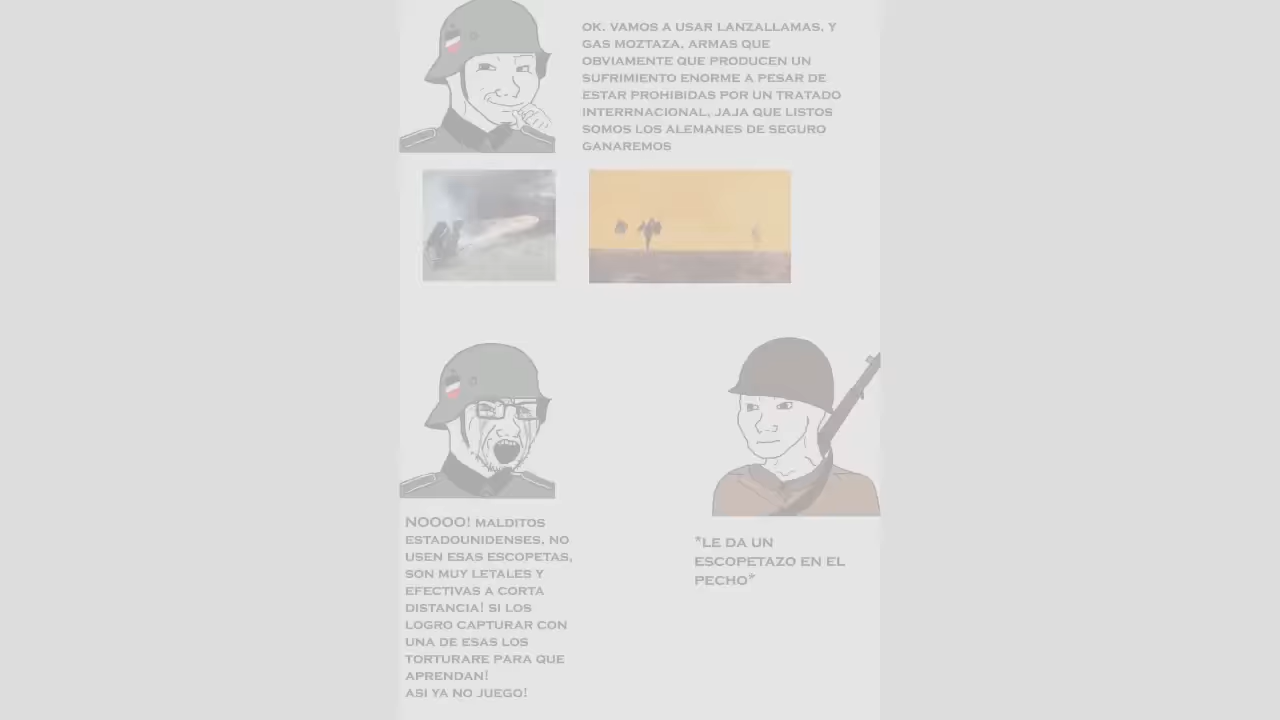 OK. VAMOS A USAR LANZALLAMAS, Y
GAS MOZTAZA, ARMAS QUE
OBVIAMENTE QUE PRODUCEN UN
SUFRIMIENTO ENORME A PESAR DE
ESTAR PROHIBIDAS POR UN TRATADO
INTERRNACIONAL, JAJA QUE LISTOS
SOMOS LOS ALEMANES DE SEGURO
GANAREMOS
NOOOO! MALDITOS
ESTADOUNIDENSES, NO
USEN ESAS ESCOPETAS,
SON MUY LETALES Y
EFECTIVAS A CORTA
DISTANCIA! SI LOS
LOGRO CAPTURAR CON
UNA DE ESAS LOS
TORTURARE PARA QUE
APRENDAN!
ASI YA NO JUEGO!
*LE DA UN
ESCOPETAZO EN EL
PECHO*